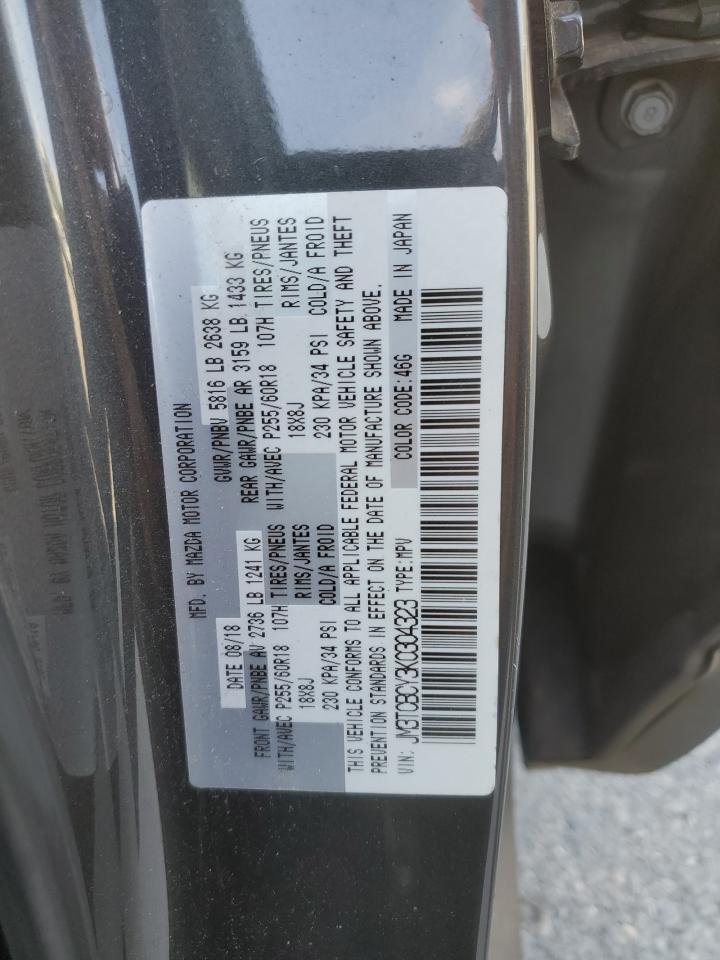 MFD. BY MAZDA MOTOR CORPORATION
DATE 08/18 GVWR/PNBV 5816 LB 2638 KG
FRONT GAWR/PNBE AV 2736 LB 1241 KG REAR GAWR/PNBE AR 3159 LB 1433 KG
WITH/AVEC P255/60R18 107H TIRES/PNEUS WITH/AVEC P255/60R18 107H TIRES/PNEUS
18X8J RIMS/JANTES 18X8J RIMS/JANTES
230 KPA/34 PSI COLD/A FROID 230 KPA/34 PSI COLD/A FROID
THIS VEHICLE CONFORMS TO ALL APPLICABLE FEDERAL MOTOR VEHICLE SAFETY AND THEFT
PREVENTION STANDARDS IN EFFECT ON THE DATE OF MANUFACTURE SHOWN ABOVE.
VIN: JM3TCBCY3K0304323 TYPE:MPV COLOR CODE:46G MADE IN JAPAN